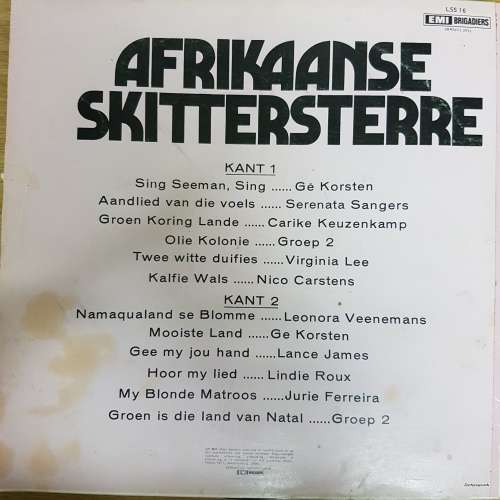 LSS 16
EMI BRIGADIERS
AFRIKAANSE
SKITTERSTERRE
KANT 1
Sing Seeman, Sing ...... Gé Korsten
Aandlied van die voels ...... Serenata Sangers
Groen Koring Lande ...... Carike Keuzenkamp
Olie Kolonie ...... Groep 2
Twee witte duifies ...... Virginia Lee
Kalfie Wals ...... Nico Carstens
KANT 2
Namaqualand se Blomme ...... Leonora Veenemans
Mooiste Land ...... Ge Korsten
Gee my jou hand ...... Lance James
Hoor my lied ...... Lindie Roux
My Blonde Matroos ...... Jurie Ferreira
Groen is die land van Natal ...... Groep 2